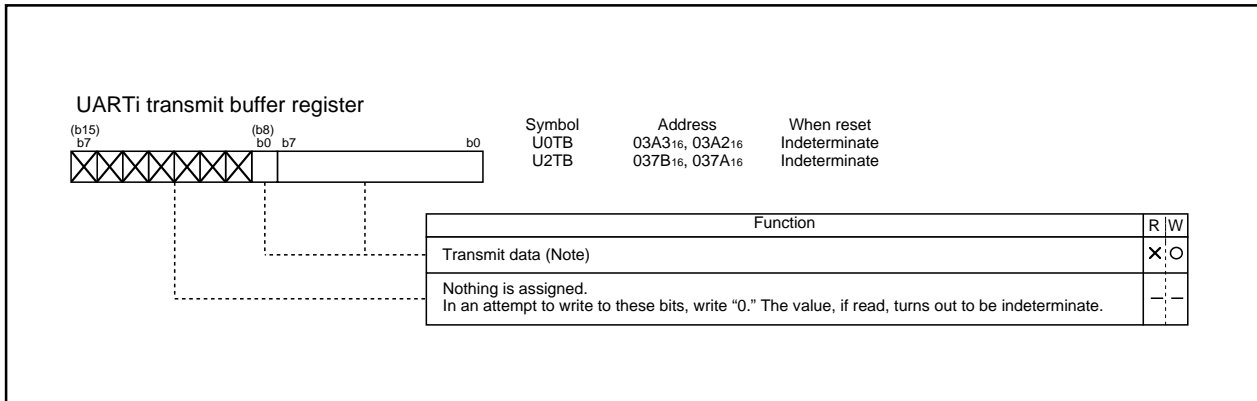 UARTi transmit buffer register
(b15) (b8)
b7 b0 b7 b0
Symbol Address When reset
U0TB 03A3₁₆, 03A2₁₆ Indeterminate
U2TB 037B₁₆, 037A₁₆ Indeterminate
Function R W
Transmit data (Note)
Nothing is assigned.
In an attempt to write to these bits, write “0.” The value, if read, turns out to be indeterminate.